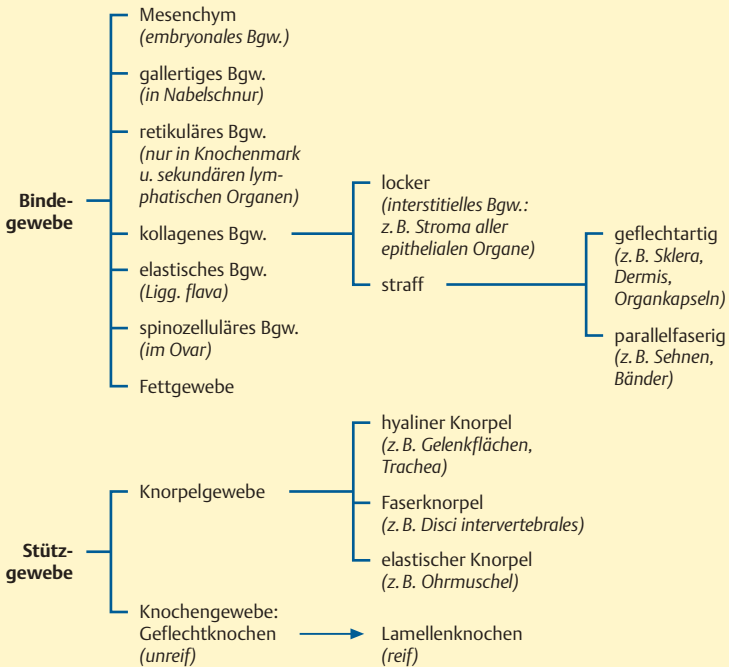 Mesenchym
(embryonales Bgw.)
gallertiges Bgw.
(in Nabelschnur)
retikuläres Bgw.
(nur in Knochenmark
u. sekundären lym-
phatischen Organen)
Binde-
gewebe
kollagenes Bgw.
elastisches Bgw.
(Ligg. flava)
spinozelluläres Bgw.
(im Ovar)
Fettgewebe
locker
(interstitielles Bgw.:
z. B. Stroma aller
epithelialen Organe)
straff
geflechtartig
(z. B. Sklera,
Dermis,
Organkapseln)
parallelfaserig
(z. B. Sehnen,
Bänder)
Stütz-
gewebe
Knorpelgewebe
hyaliner Knorpel
(z. B. Gelenkflächen,
Trachea)
Faserknorpel
(z. B. Disci intervertebrales)
elastischer Knorpel
(z. B. Ohrmuschel)
Knochengewebe:
Geflechtknochen
(unreif)
Lamellenknochen
(reif)